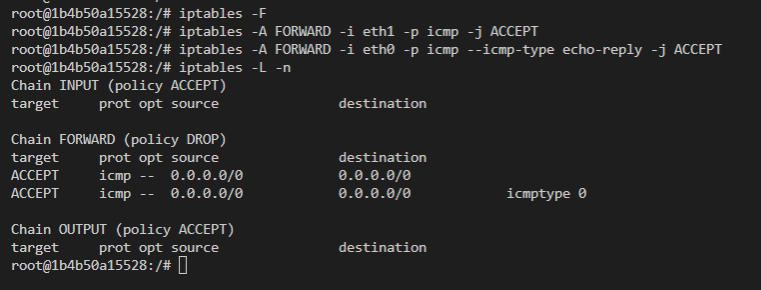 root@1b4b50a15528:/# iptables -F
root@1b4b50a15528:/# iptables -A FORWARD -i eth1 -p icmp -j ACCEPT
root@1b4b50a15528:/# iptables -A FORWARD -i eth0 -p icmp --icmp-type echo-reply -j ACCEPT
root@1b4b50a15528:/# iptables -L -n
Chain INPUT (policy ACCEPT)
target     prot opt source               destination

Chain FORWARD (policy DROP)
target     prot opt source               destination
ACCEPT     icmp --  0.0.0.0/0            0.0.0.0/0
ACCEPT     icmp --  0.0.0.0/0            0.0.0.0/0            icmptype 0

Chain OUTPUT (policy ACCEPT)
target     prot opt source               destination
root@1b4b50a15528:/#